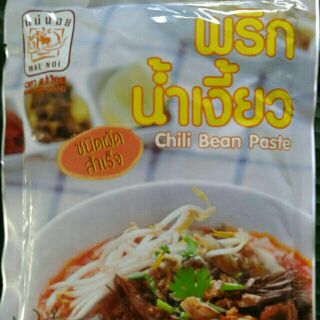 แม่น้อย
MAE NOI
พริก
น้ำเงี้ยว
Chili Bean Paste
ชนิดผัด
สำเร็จ